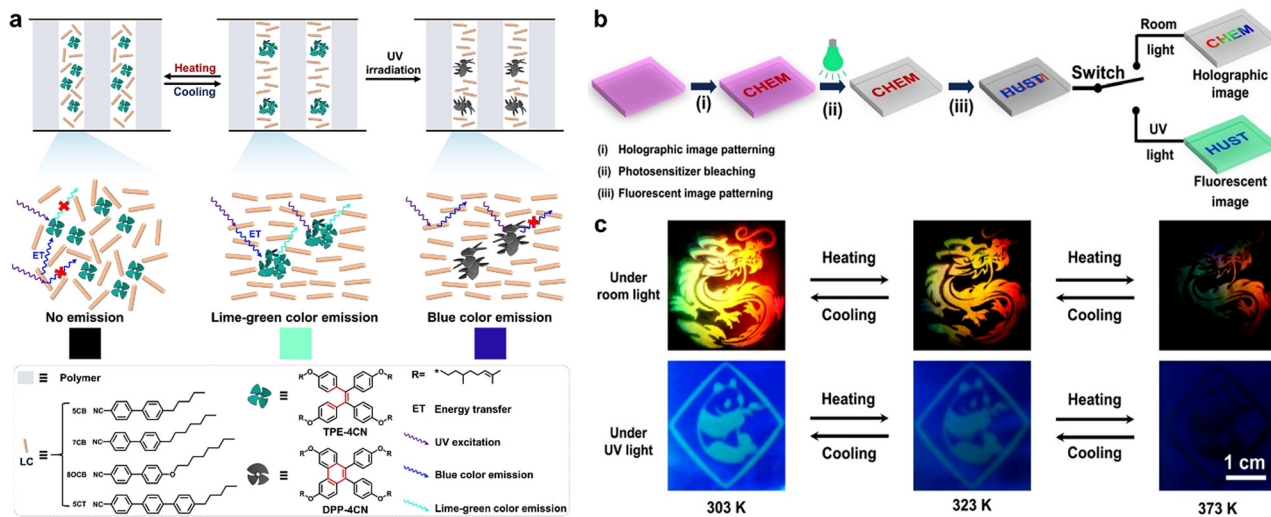 a
Heating
Cooling
UV
irradiation
ET
ET
No emission
Lime-green color emission
Blue color emission
Polymer
LC
5CB
NC
7CB
NC
8OCB
NC
O
5CT
NC
R
O
O
R
R
O
O
R
TPE-4CN
R
O
O
R
R
O
O
R
DPP-4CN
R=
*
ET
Energy transfer
UV excitation
Blue color emission
Lime-green color emission
b
CHEM
CHEM
HUST
(i)
(ii)
(iii)
(i) Holographic image patterning
(ii) Photosensitizer bleaching
(iii) Fluorescent image patterning
Switch
Room
light
CHEM
Holographic
image
UV
light
HUST
Fluorescent
image
c
Under
room light
Heating
Cooling
Heating
Cooling
Under
UV light
Heating
Cooling
Heating
Cooling
1 cm
303 K
323 K
373 K